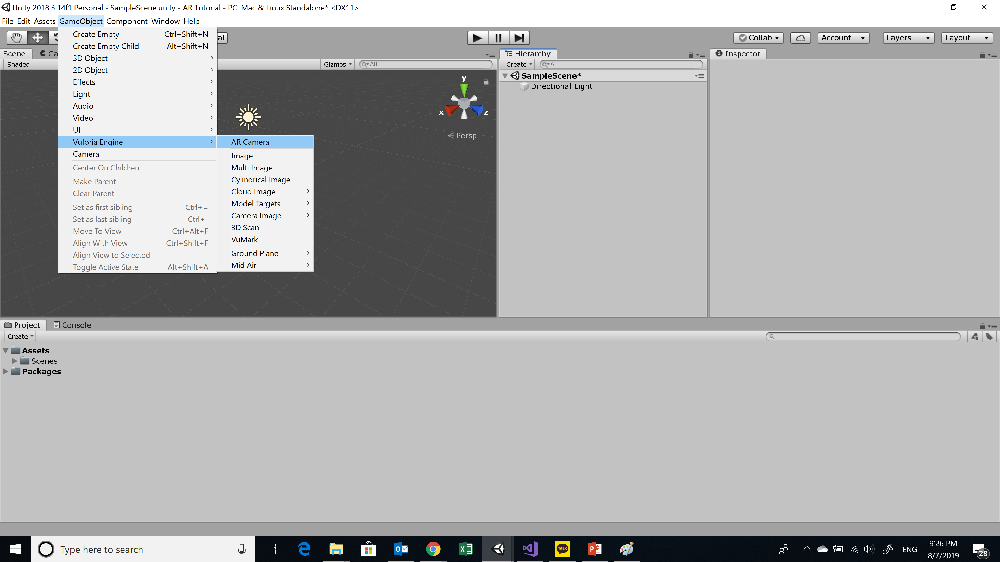 Unity 2018.3.14f1 Personal - SampleScene.unity - AR Tutorial - PC, Mac & Linux Standalone* <DX11>
File Edit Assets GameObject Component Window Help
Collab Account Layers Layout
Scene
Shaded
Gizmos All
y
x
z
Persp
Create Empty Ctrl+Shift+N
Create Empty Child Alt+Shift+N
3D Object
2D Object
Effects
Light
Audio
Video
UI
Vuforia Engine
Camera
Center On Children
Make Parent
Clear Parent
Set as first sibling Ctrl+=
Set as last sibling Ctrl+-
Move To View Ctrl+Alt+F
Align With View Ctrl+Shift+F
Align View to Selected
Toggle Active State Alt+Shift+A
AR Camera
Image
Multi Image
Cylindrical Image
Cloud Image
Model Targets
Camera Image
3D Scan
VuMark
Ground Plane
Mid Air
Hierarchy
Create All
SampleScene*
Directional Light
Inspector
Project Console
Create
Assets
Scenes
Packages
Type here to search
TALK
ENG
9:26 PM
8/7/2019
28